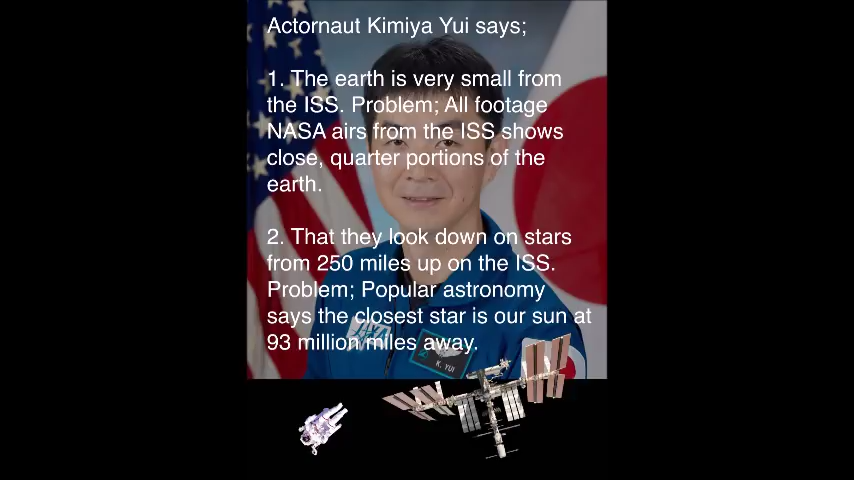 Actornaut Kimiya Yui says;
1. The earth is very small from
the ISS. Problem; All footage
NASA airs from the ISS shows
close, quarter portions of the
earth.
2. That they look down on stars
from 250 miles up on the ISS.
Problem; Popular astronomy
says the closest star is our sun at
93 million miles away.
K. YUI